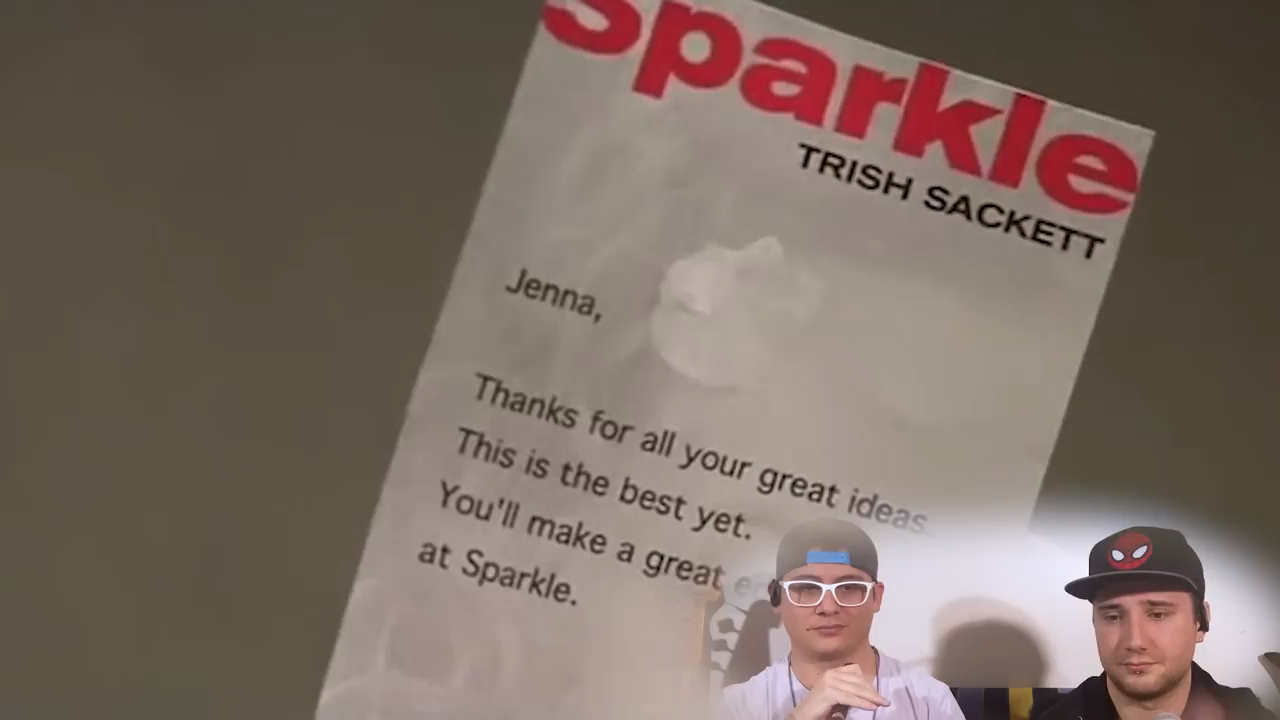 Sparkle
TRISH SACKETT
Jenna,
Thanks for all your great ideas.
This is the best yet.
You'll make a great
at Sparkle.